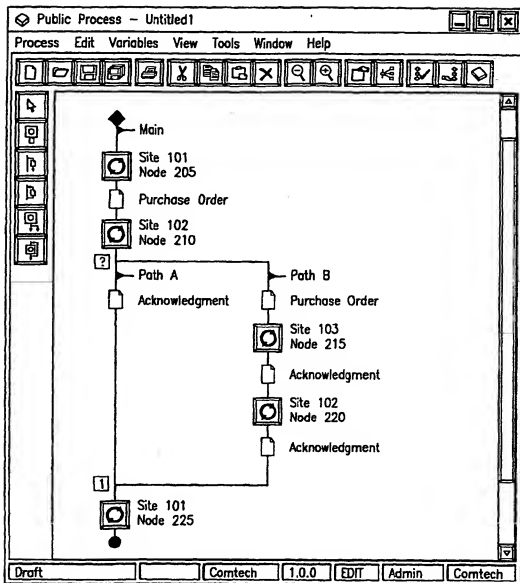 Public Process - Untitled1
Process Edit Variables View Tools Window Help
Main
Site 101
Node 205
Purchase Order
Site 102
Node 210
?
Path A
Path B
Acknowledgment
Purchase Order
Site 103
Node 215
Acknowledgment
Site 102
Node 220
Acknowledgment
1
Site 101
Node 225
Draft Comtech 1.0.0 EDIT Admin Comtech